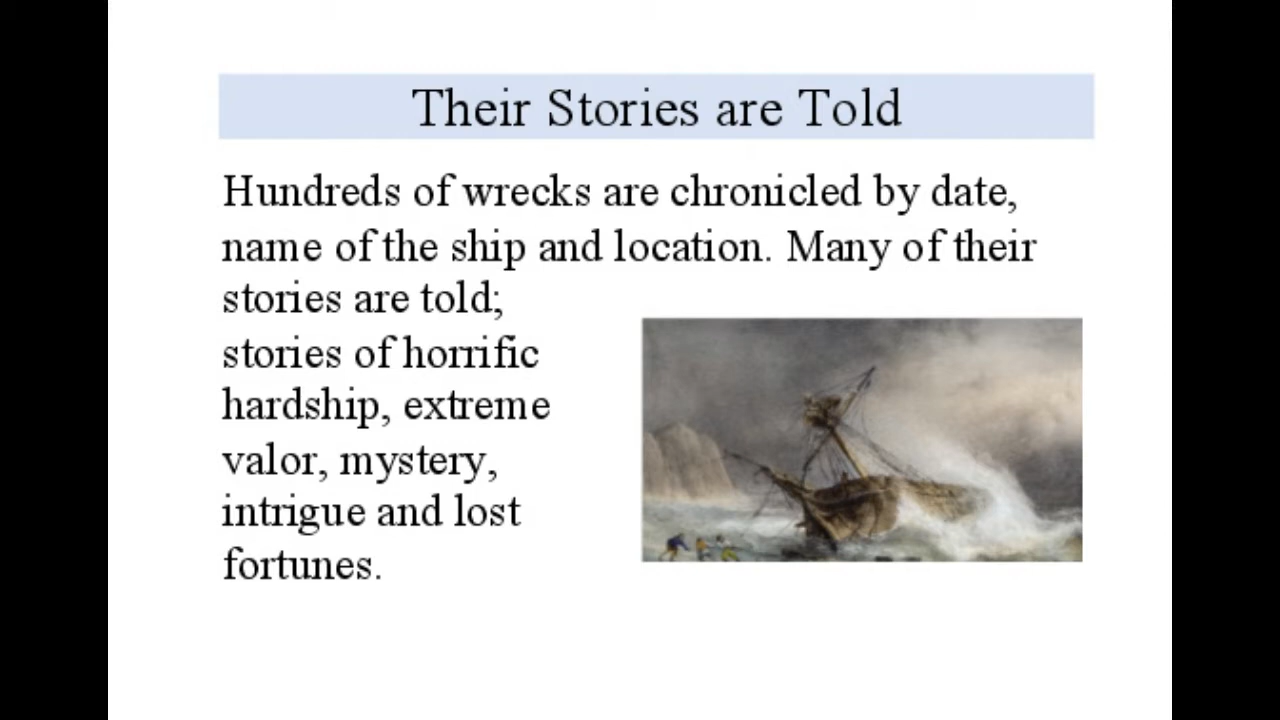 Their Stories are Told
Hundreds of wrecks are chronicled by date,
name of the ship and location. Many of their
stories are told;
stories of horrific
hardship, extreme
valor, mystery,
intrigue and lost
fortunes.